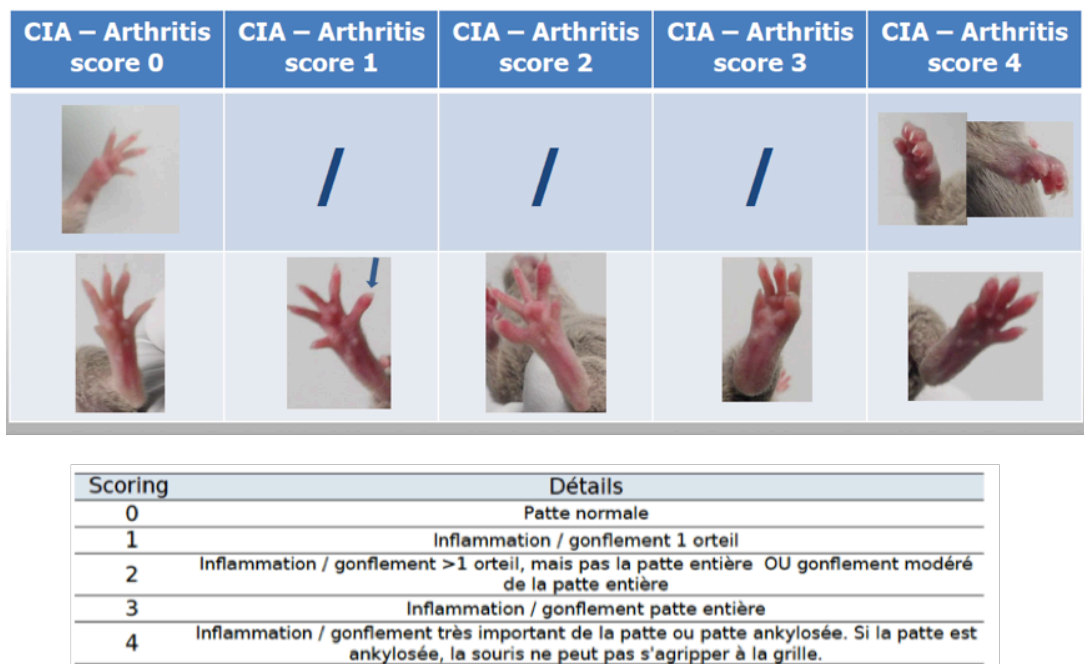 CIA – Arthritis score 0
CIA – Arthritis score 1
CIA – Arthritis score 2
CIA – Arthritis score 3
CIA – Arthritis score 4
/
/
/
Scoring Détails
0 Patte normale
1 Inflammation / gonflement 1 orteil
2 Inflammation / gonflement >1 orteil, mais pas la patte entière OU gonflement modéré
de la patte entière
3 Inflammation / gonflement patte entière
4 Inflammation / gonflement très important de la patte ou patte ankylosée. Si la patte est
ankylosée, la souris ne peut pas s'agripper à la grille.